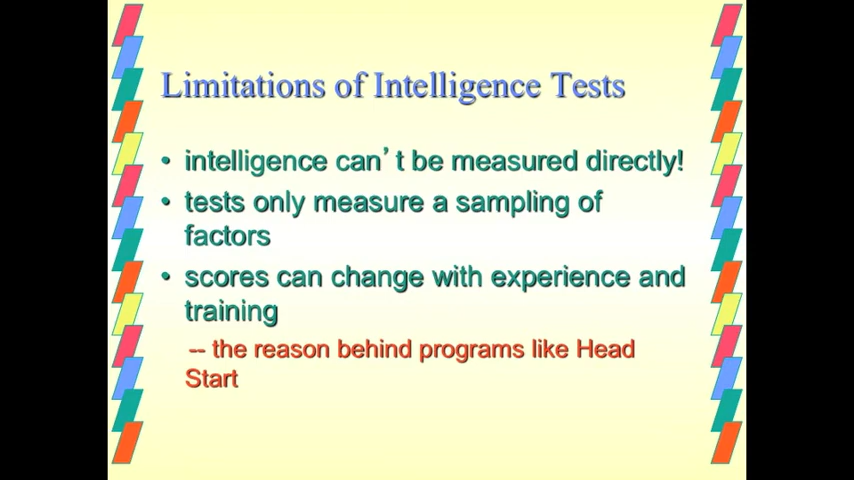 Limitations of Intelligence Tests
• intelligence can’t be measured directly!
• tests only measure a sampling of
factors
• scores can change with experience and
training
-- the reason behind programs like Head
Start